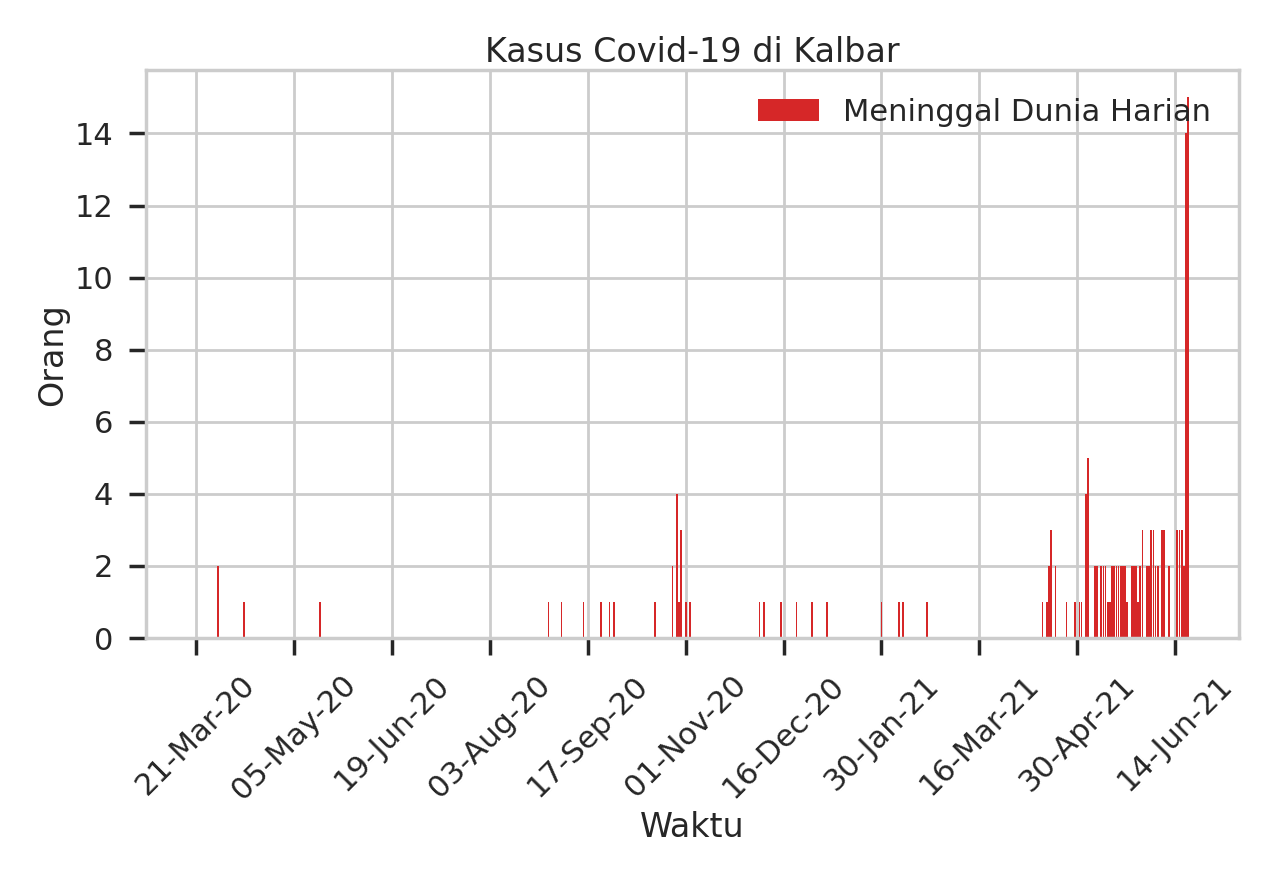 Kasus Covid-19 di Kalbar
Meninggal Dunia Harian
14
12
10
8
6
4
2
0
Orang
21-Mar-20
05-May-20
19-Jun-20
03-Aug-20
17-Sep-20
01-Nov-20
16-Dec-20
30-Jan-21
16-Mar-21
30-Apr-21
14-Jun-21
Waktu